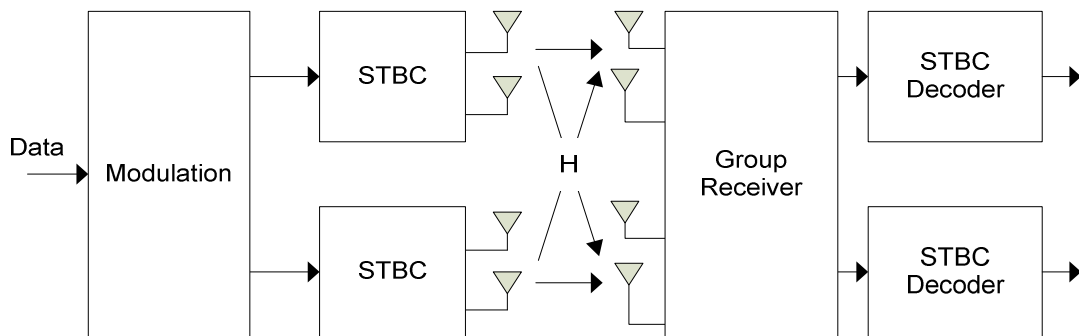 Data
Modulation
STBC
STBC
H
Group
Receiver
STBC
Decoder
STBC
Decoder